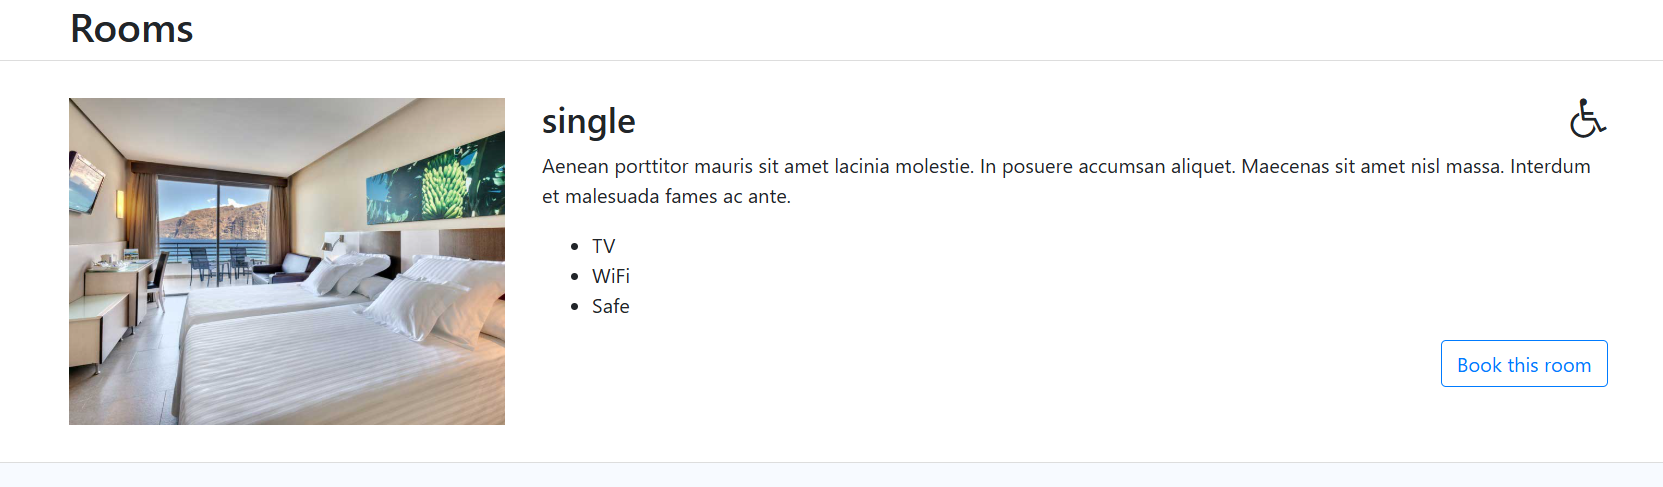 Rooms
single
Aenean porttitor mauris sit amet lacinia molestie. In posuere accumsan aliquet. Maecenas sit amet nisl massa. Interdum
et malesuada fames ac ante.
TV
WiFi
Safe
Book this room